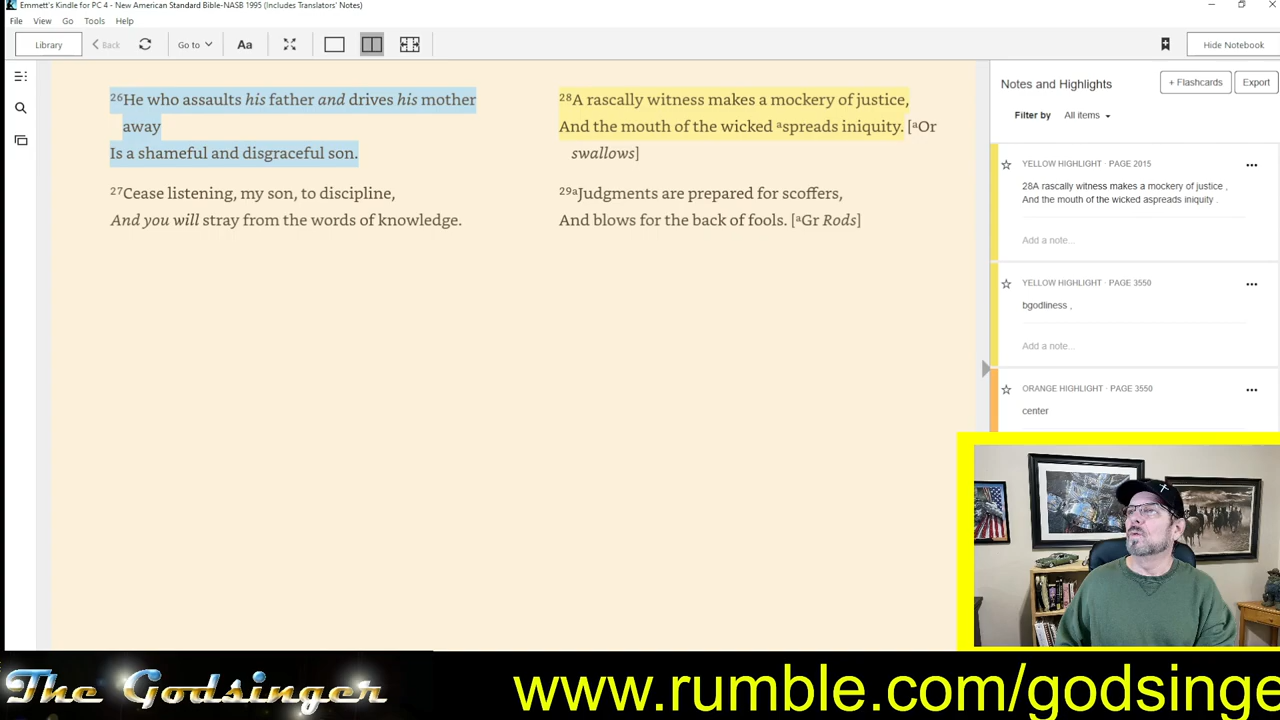 Emmett's Kindle for PC 4 - New American Standard Bible-NASB 1995 (Includes Translators' Notes)
File View Go Tools Help
Library Back Go to Aa Hide Notebook
26He who assaults his father and drives his mother
away
Is a shameful and disgraceful son.
27Cease listening, my son, to discipline,
And you will stray from the words of knowledge.
28A rascally witness makes a mockery of justice,
And the mouth of the wicked aspreads iniquity. [aOr
swallows]
29aJudgments are prepared for scoffers,
And blows for the back of fools. [aGr Rods]
Notes and Highlights + Flashcards Export
Filter by All items
YELLOW HIGHLIGHT · PAGE 2015
28A rascally witness makes a mockery of justice ,
And the mouth of the wicked aspreads iniquity .
Add a note...
YELLOW HIGHLIGHT · PAGE 3550
bgodliness ,
Add a note...
ORANGE HIGHLIGHT · PAGE 3550
center
The Godsinger
www.rumble.com/godsinge